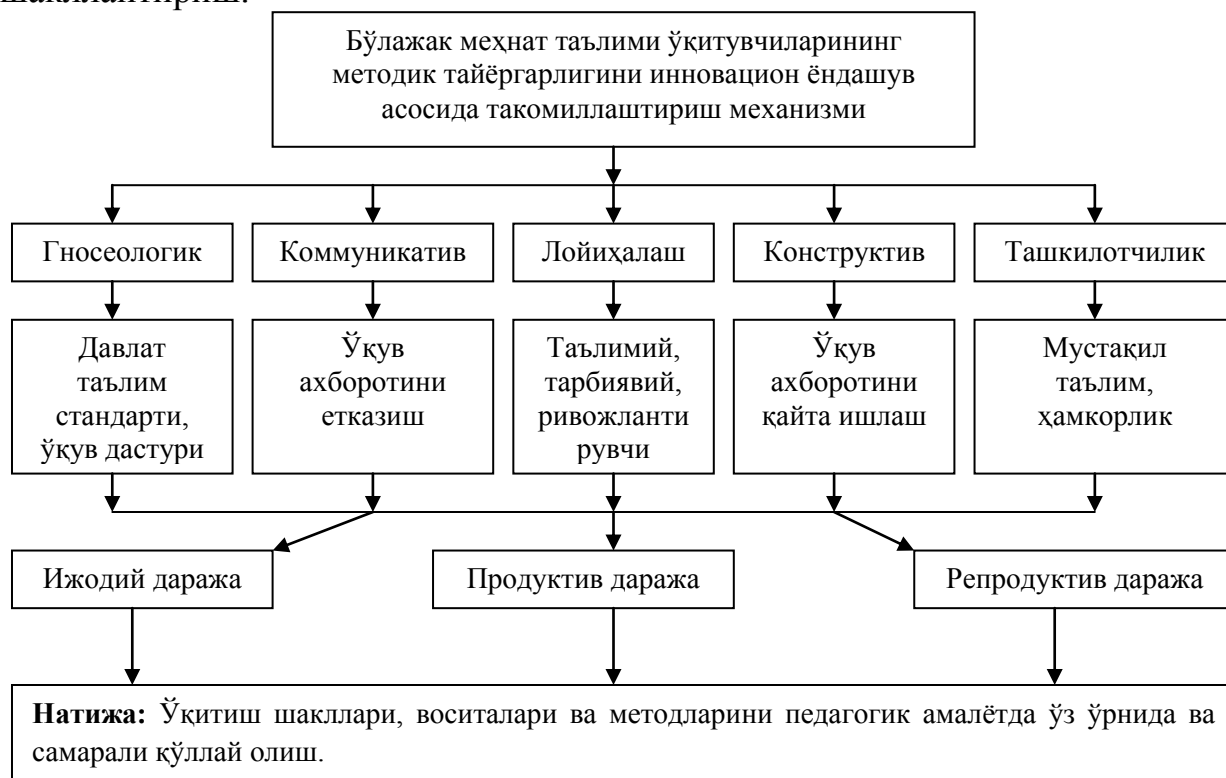 шакллантириш.
Бўлажак меҳнат таълими ўқитувчиларининг
методик тайёргарлигини инновацион ёндашув
асосида такомиллаштириш механизми
Гносеологик
Коммуникатив
Лойиҳалаш
Конструктив
Ташкилотчилик
Давлат
таълим
стандарти,
ўқув дастури
Ўқув
ахборотини
етказиш
Таълимий,
тарбиявий,
ривожланти
рувчи
Ўқув
ахборотини
қайта ишлаш
Мустақил
таълим,
ҳамкорлик
Ижодий даража
Продуктив даража
Репродуктив даража
Натижа: Ўқитиш шакллари, воситалари ва методларини педагогик амалётда ўз ўрнида ва
самарали қўллай олиш.